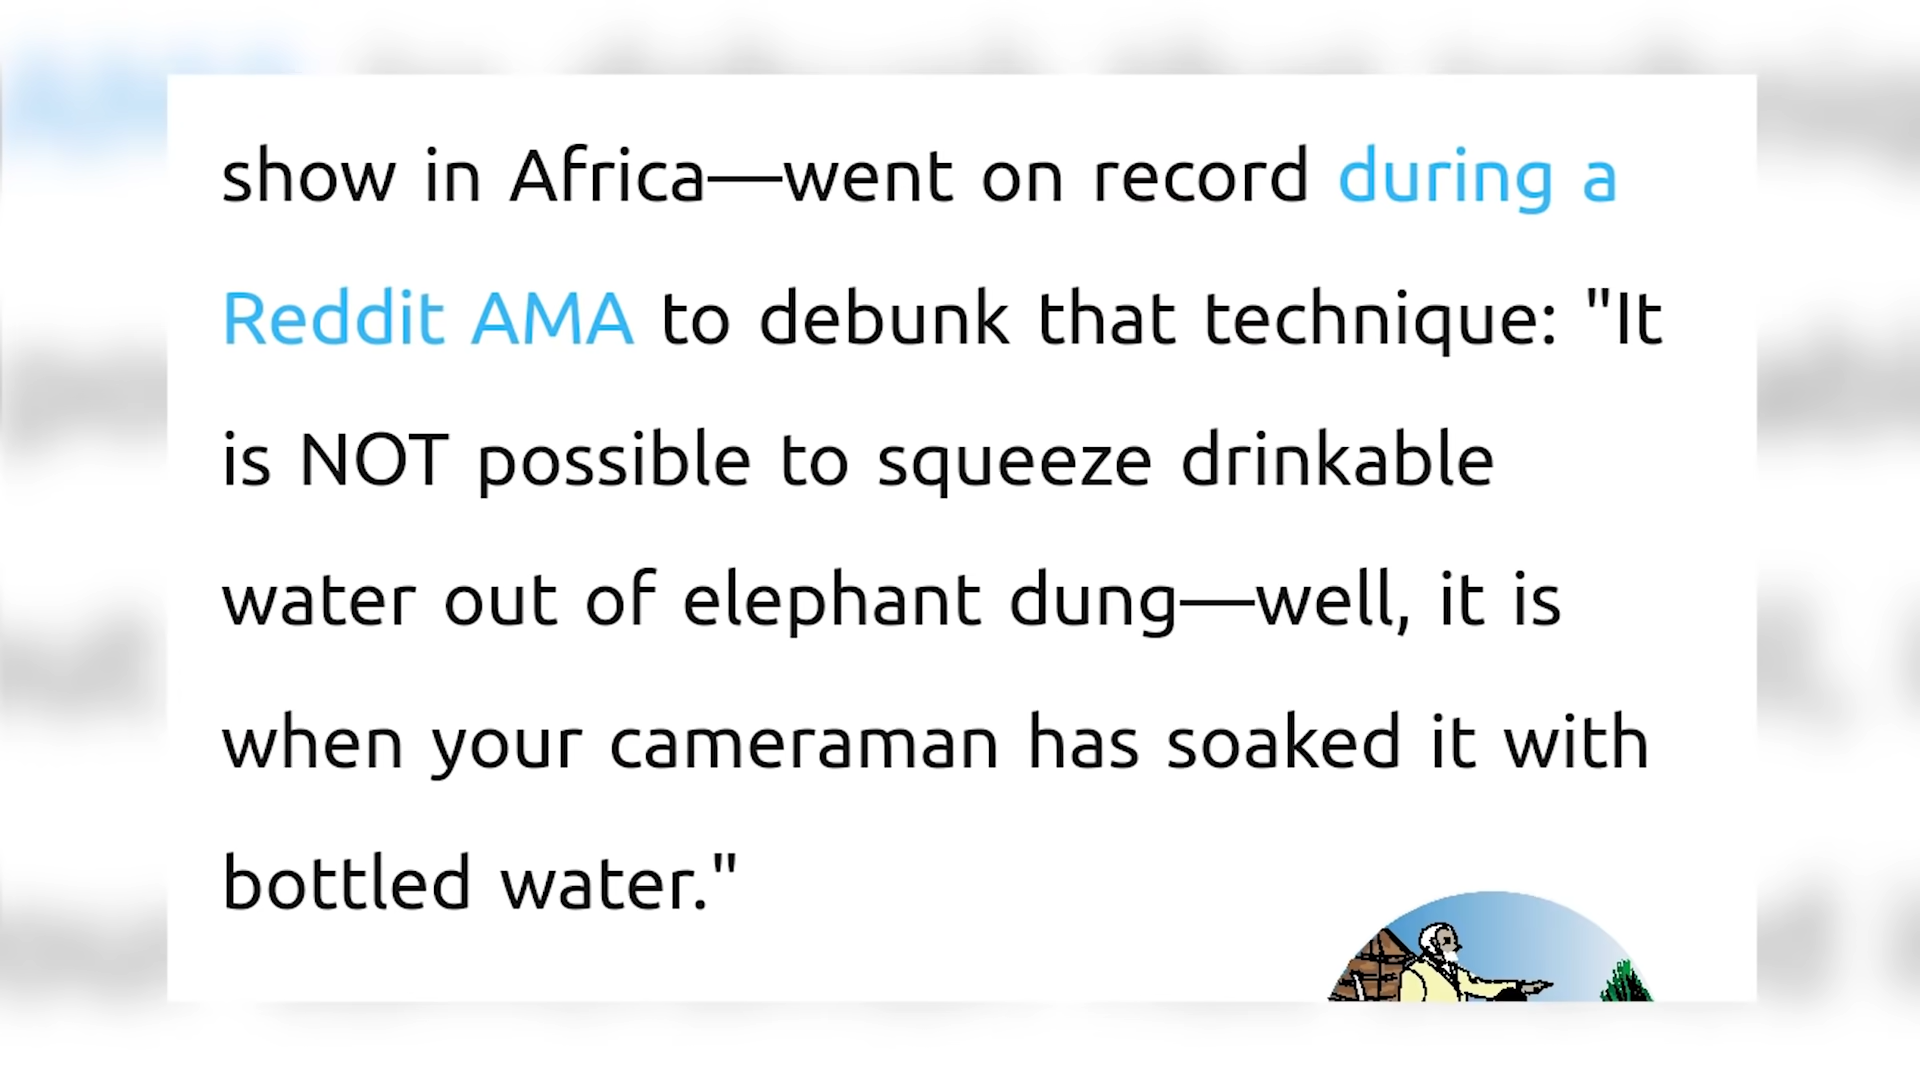 show in Africa—went on record during a
Reddit AMA to debunk that technique: "It
is NOT possible to squeeze drinkable
water out of elephant dung—well, it is
when your cameraman has soaked it with
bottled water."